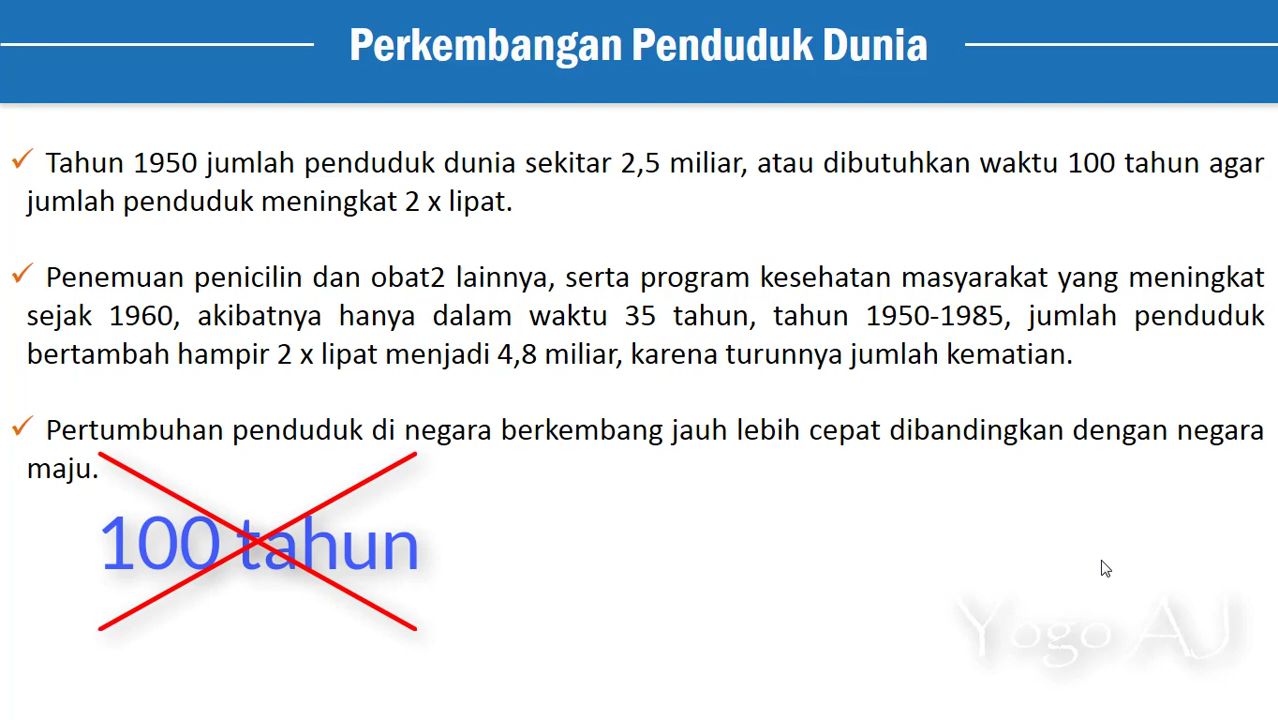 Perkembangan Penduduk Dunia
✓ Tahun 1950 jumlah penduduk dunia sekitar 2,5 miliar, atau dibutuhkan waktu 100 tahun agar
jumlah penduduk meningkat 2 x lipat.
✓ Penemuan penicilin dan obat2 lainnya, serta program kesehatan masyarakat yang meningkat
sejak 1960, akibatnya hanya dalam waktu 35 tahun, tahun 1950-1985, jumlah penduduk
bertambah hampir 2 x lipat menjadi 4,8 miliar, karena turunnya jumlah kematian.
✓ Pertumbuhan penduduk di negara berkembang jauh lebih cepat dibandingkan dengan negara
maju.
100 tahun
Yogo AJ